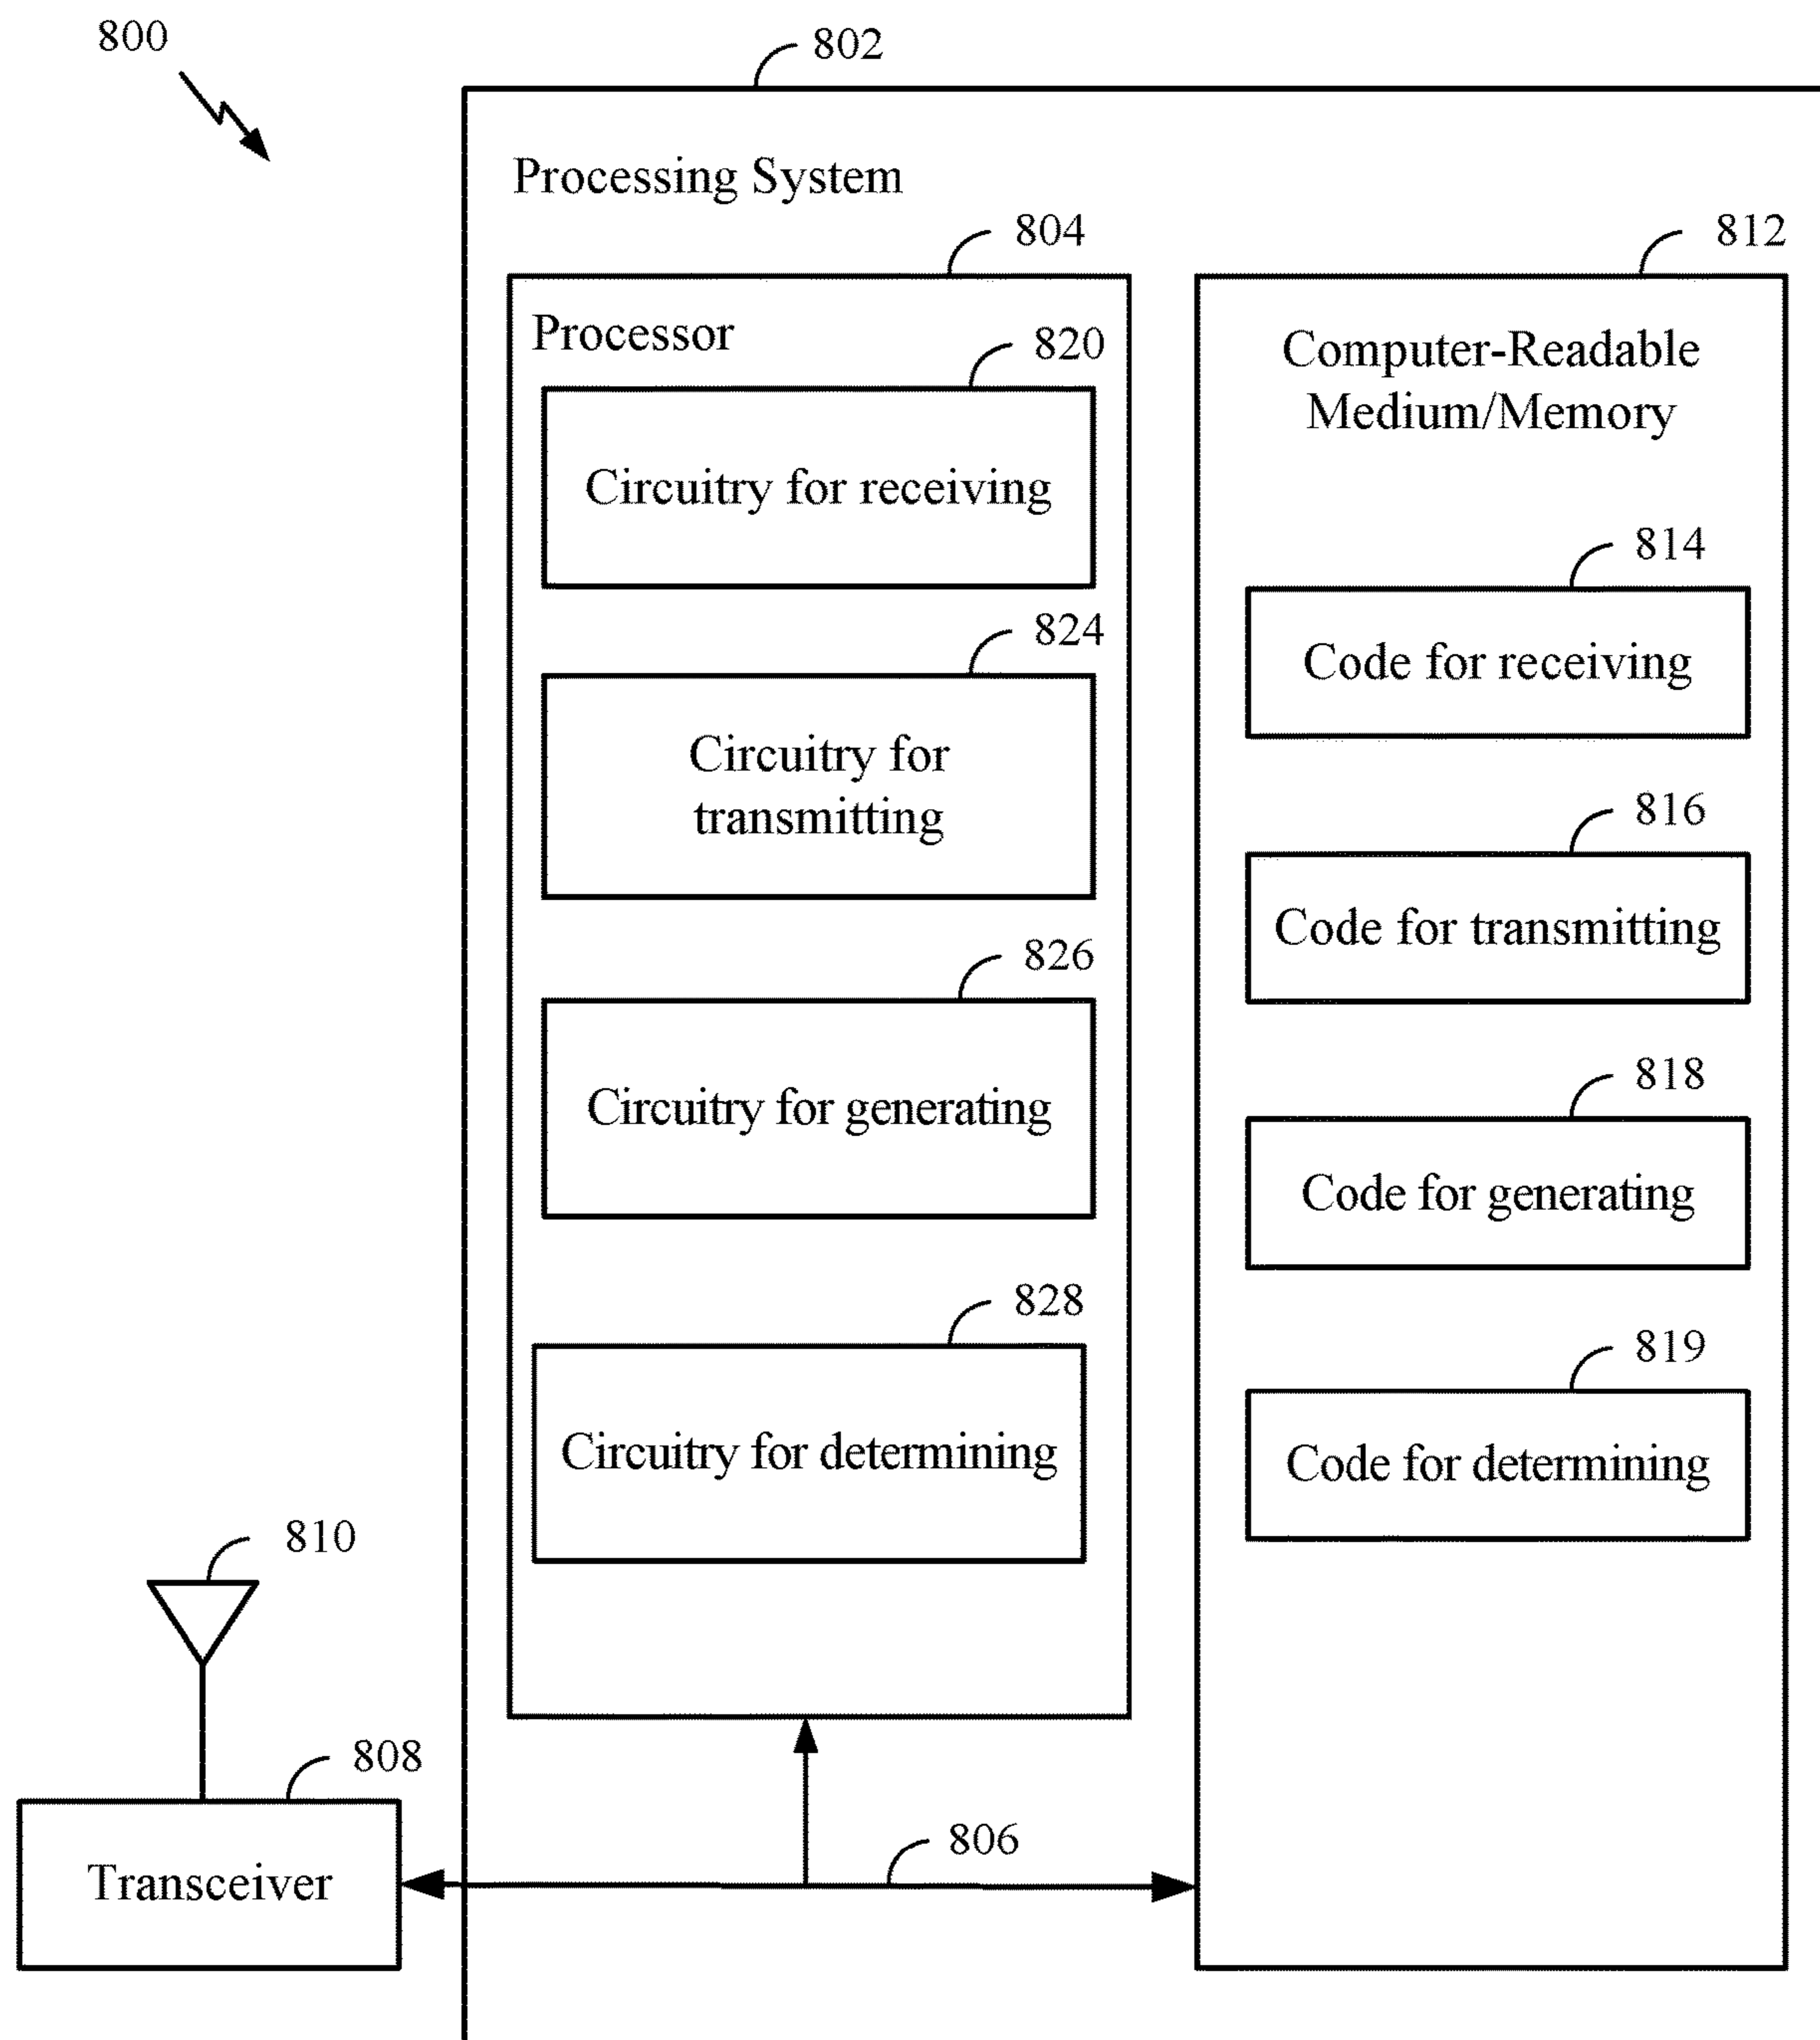 800
802
Processing System
804
812
Processor
820
Computer-Readable
Medium/Memory
Circuitry for receiving
814
824
Code for receiving
Circuitry for
transmitting
816
Code for transmitting
826
818
Circuitry for generating
Code for generating
828
819
Circuitry for determining
Code for determining
810
808
806
Transceiver